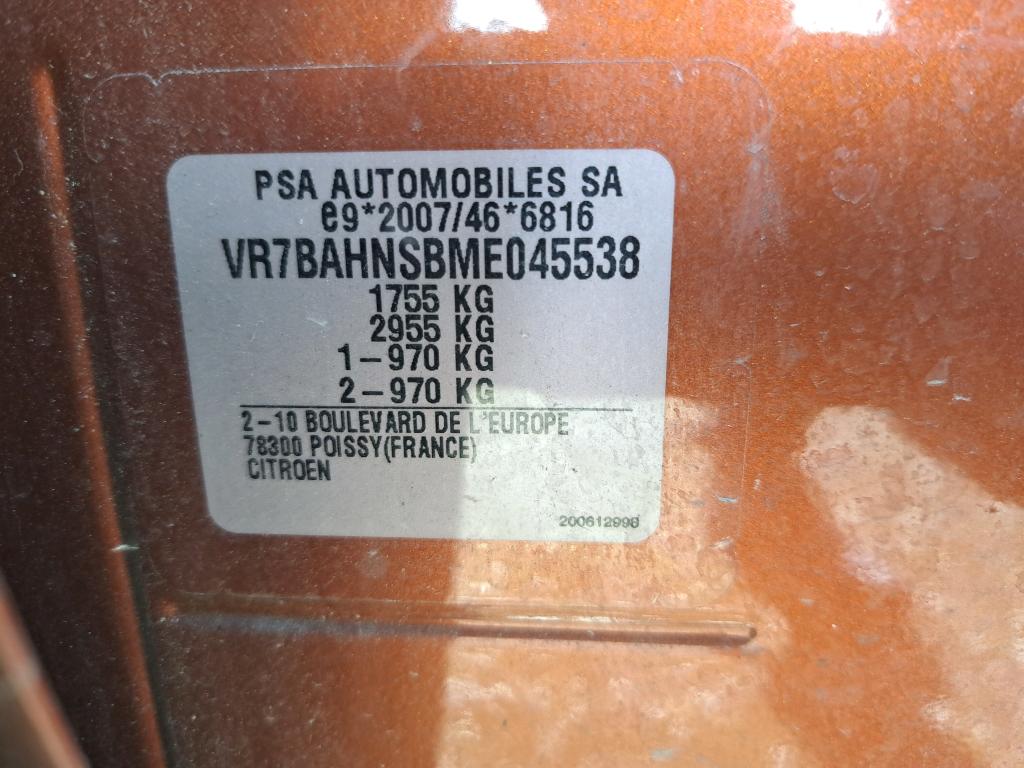 PSA AUTOMOBILES SA
e9*2007/46*6816
VR7BAHNSBME045538
1755 KG
2955 KG
1-970 KG
2-970 KG
2-10 BOULEVARD DE L'EUROPE
78300 POISSY(FRANCE)
CITROEN
200612998